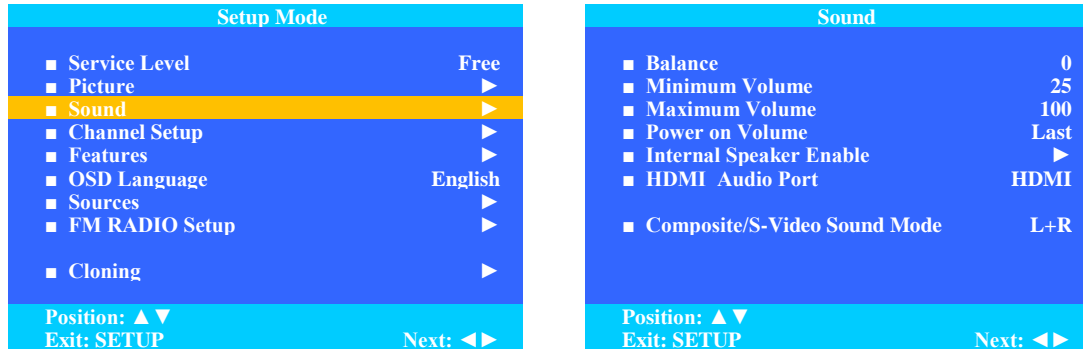 Setup Mode
■ Service Level Free
■ Picture ►
■ Sound ►
■ Channel Setup ►
■ Features ►
■ OSD Language English
■ Sources ►
■ FM RADIO Setup ►
■ Cloning ►
Position: ▲▼
Exit: SETUP Next: ◄►
Sound
■ Balance 0
■ Minimum Volume 25
■ Maximum Volume 100
■ Power on Volume Last
■ Internal Speaker Enable ►
■ HDMI Audio Port HDMI
■ Composite/S-Video Sound Mode L+R
Position: ▲▼
Exit: SETUP Next: ◄►